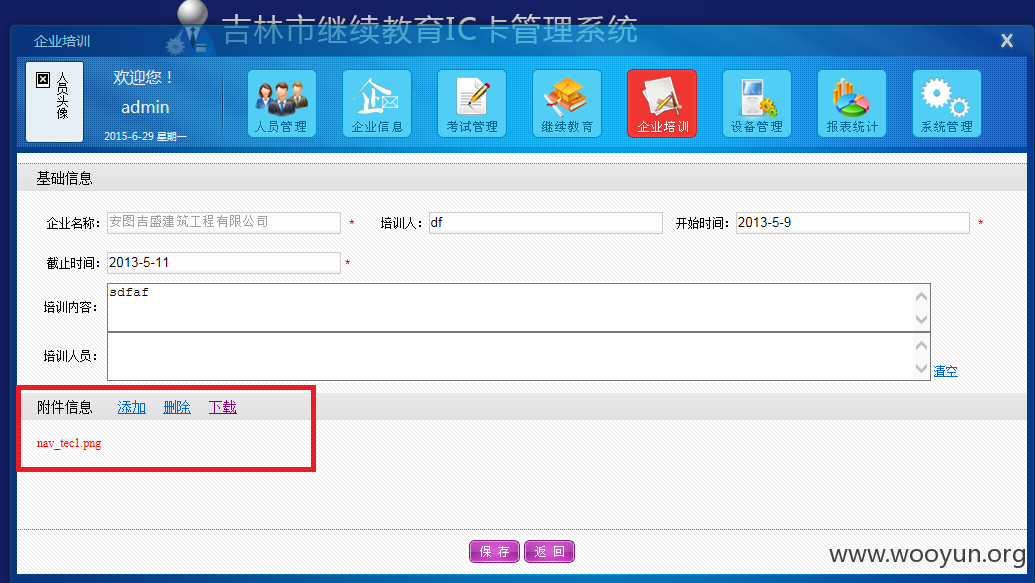 吉林市继续教育IC卡管理系统
企业培训
X
人员头像
欢迎您！
admin
2015-6-29 星期一
人员管理
企业信息
考试管理
继续教育
企业培训
设备管理
报表统计
系统管理
基础信息
企业名称： 安图吉盛建筑工程有限公司 * 培训人： df 开始时间： 2013-5-9 *
截止时间： 2013-5-11 *
培训内容： sdfaf
培训人员：
清空
附件信息 添加 删除 下载
nav_tec1.png
保 存 返 回
www.wooyun.org